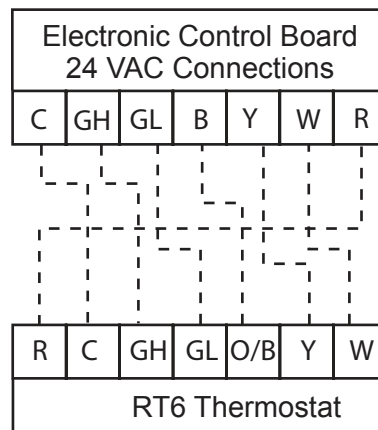 Electronic Control Board
24 VAC Connections
C GH GL B Y W R
R C GH GL O/B Y W
RT6 Thermostat